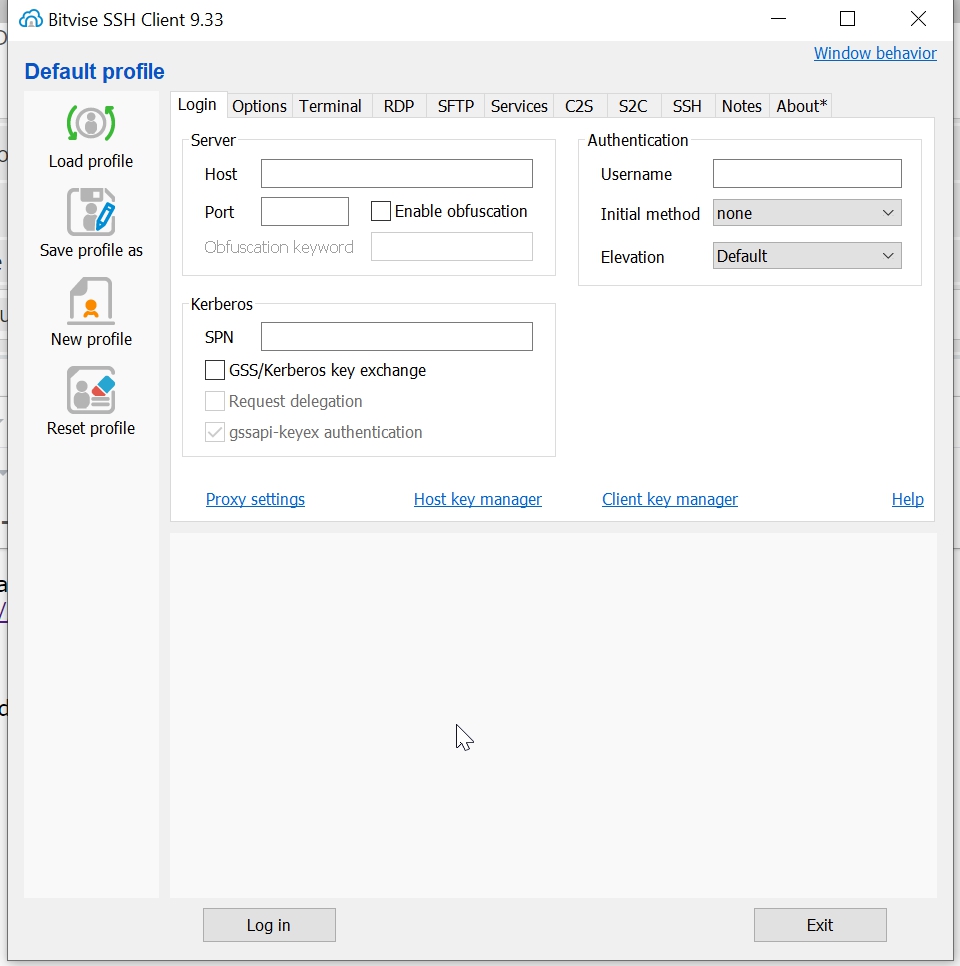 Bitvise SSH Client 9.33
Window behavior
Default profile
Load profile
Save profile as
New profile
Reset profile
Login Options Terminal RDP SFTP Services C2S S2C SSH Notes About*
Server
Host
Port
Enable obfuscation
Obfuscation keyword
Authentication
Username
Initial method none
Elevation Default
Kerberos
SPN
GSS/Kerberos key exchange
Request delegation
gssapi-keyex authentication
Proxy settings Host key manager Client key manager Help
Log in Exit